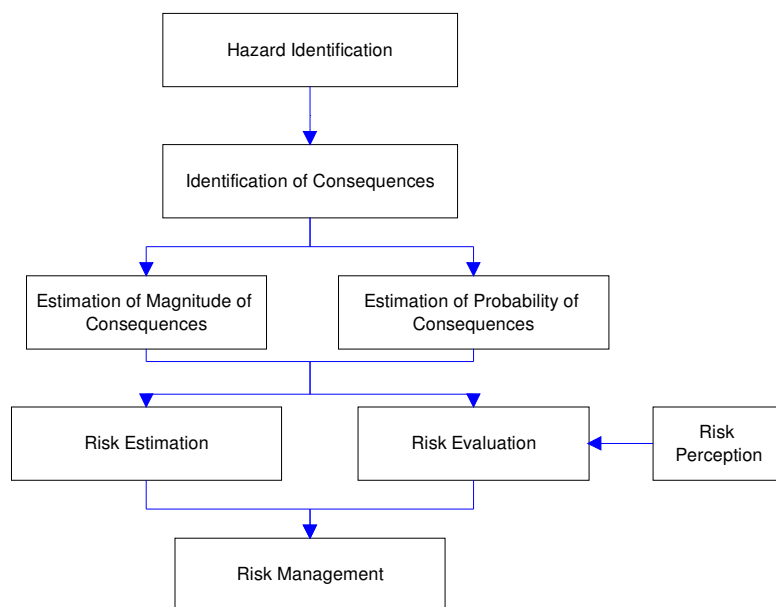 Hazard Identification
Identification of Consequences
Estimation of Magnitude of
Consequences
Estimation of Probability of
Consequences
Risk Estimation
Risk Evaluation
Risk
Perception
Risk Management